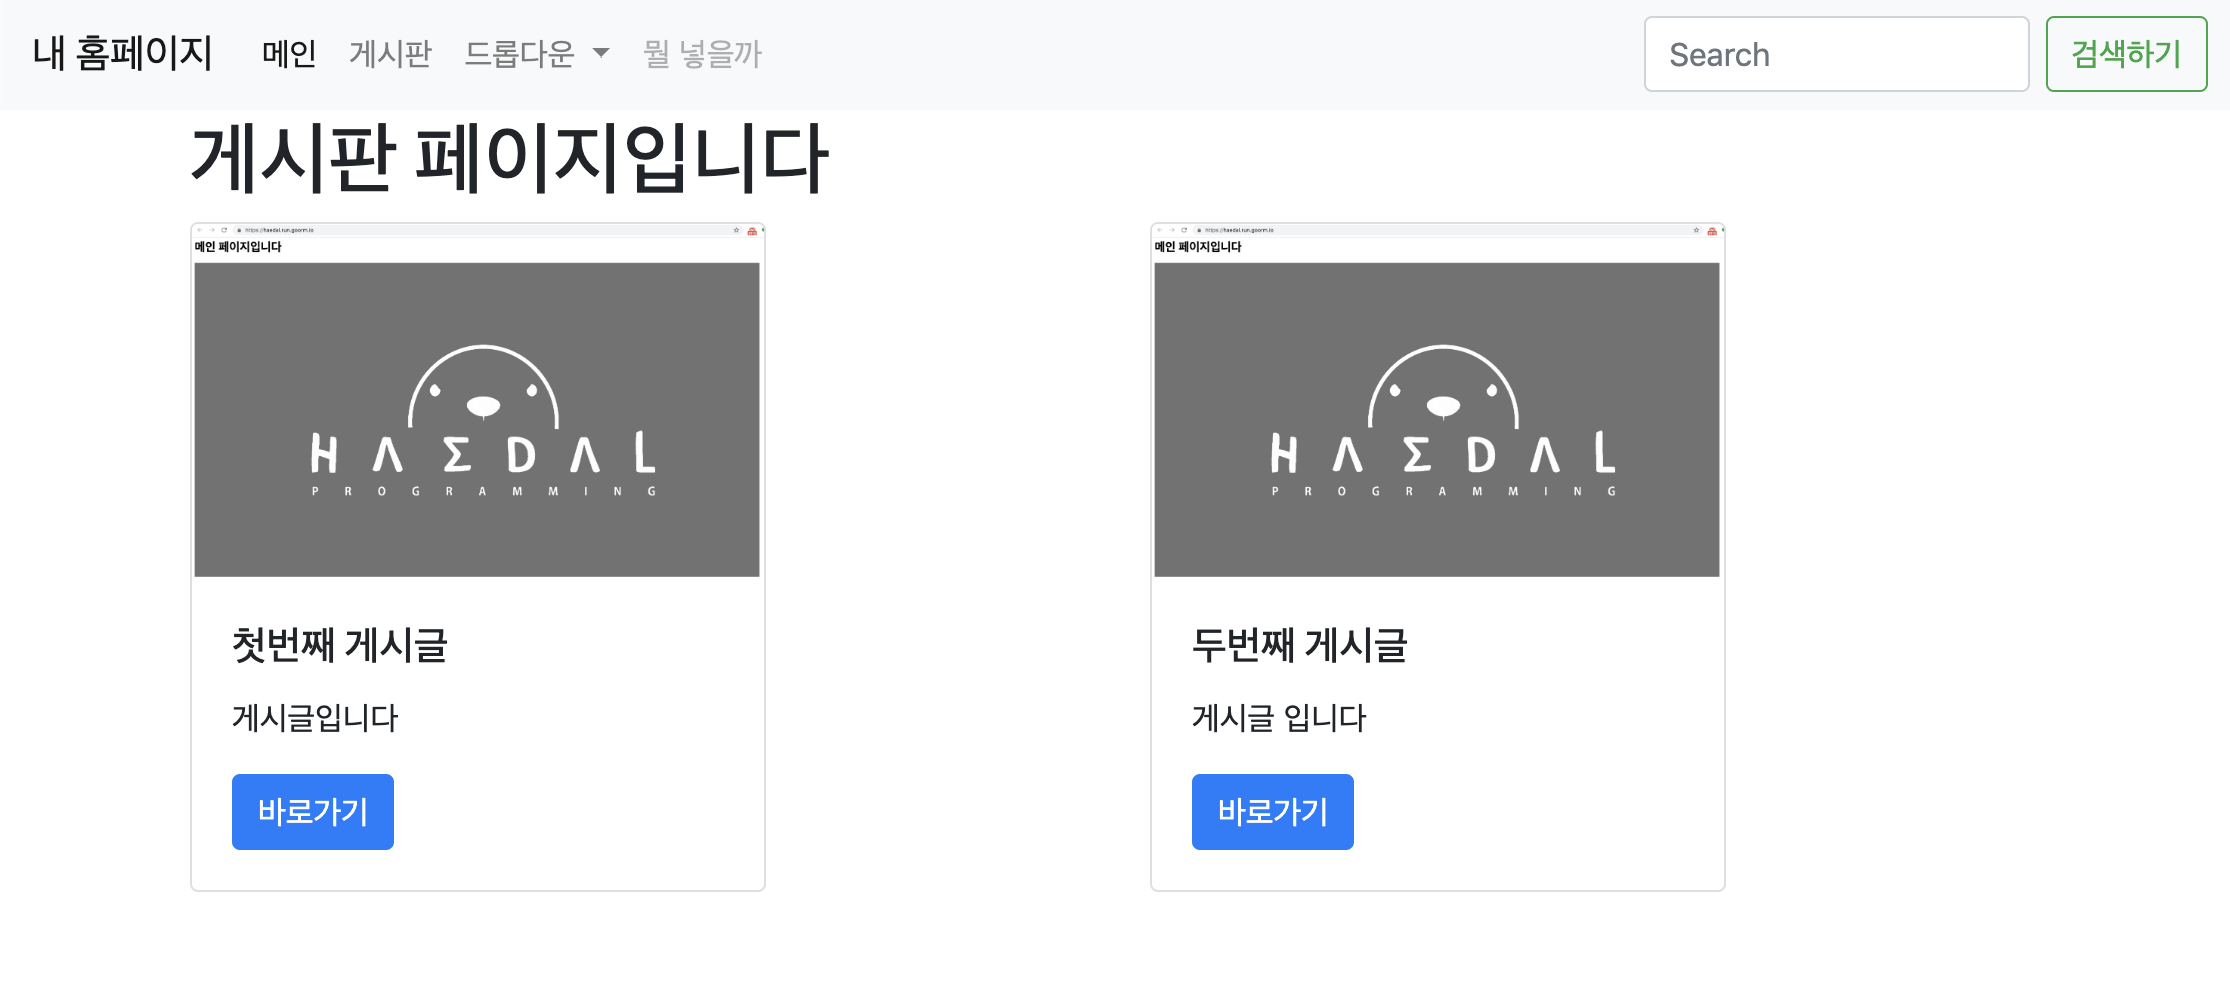 내 홈페이지 메인 게시판 드롭다운 뭘 넣을까 Search 검색하기
게시판 페이지입니다
https://haedal.run.goorm.io
메인 페이지입니다
HAΣDAL
PROGRAMMING
첫번째 게시글
게시글입니다
바로가기
https://haedal.run.goorm.io
메인 페이지입니다
HAΣDAL
PROGRAMMING
두번째 게시글
게시글 입니다
바로가기